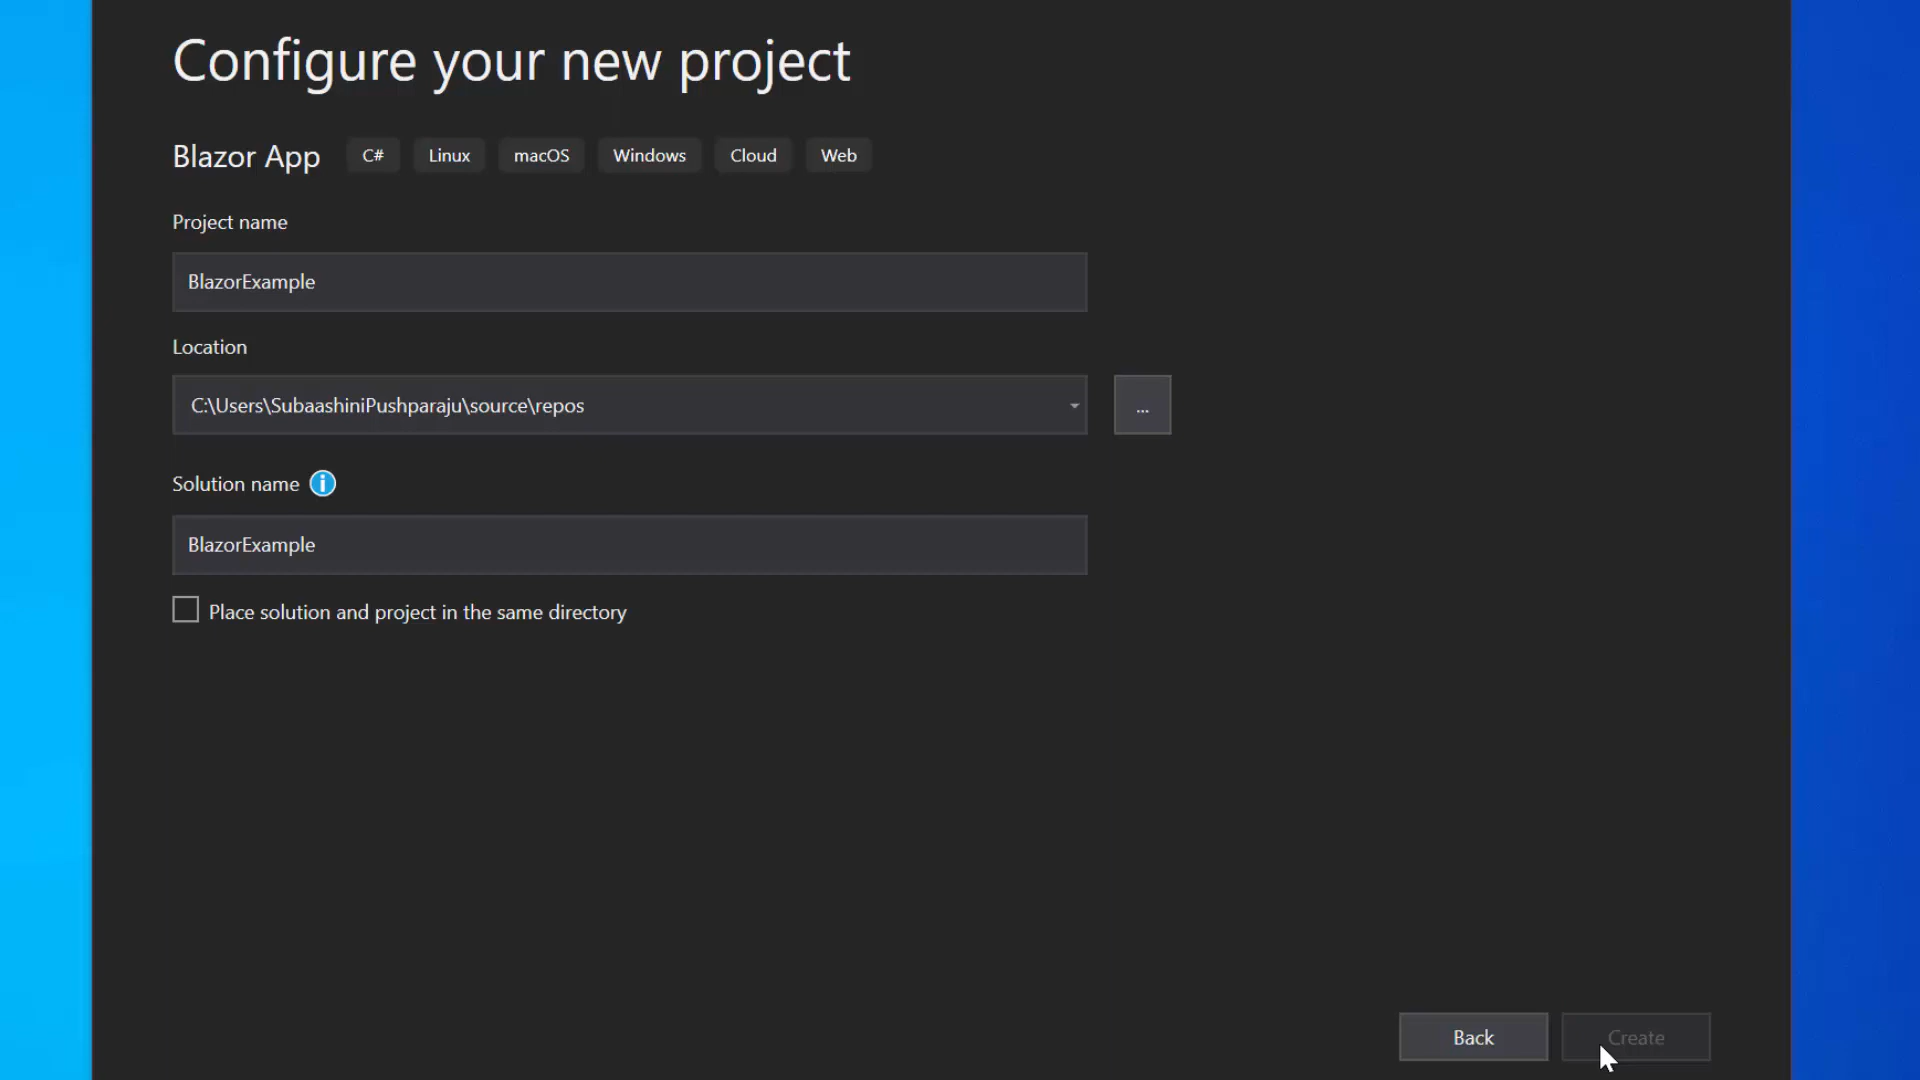 Configure your new project
Blazor App C# Linux macOS Windows Cloud Web
Project name
BlazorExample
Location
C:\Users\SubaashiniPushparaju\source\repos
...
Solution name
BlazorExample
Place solution and project in the same directory
Back Create